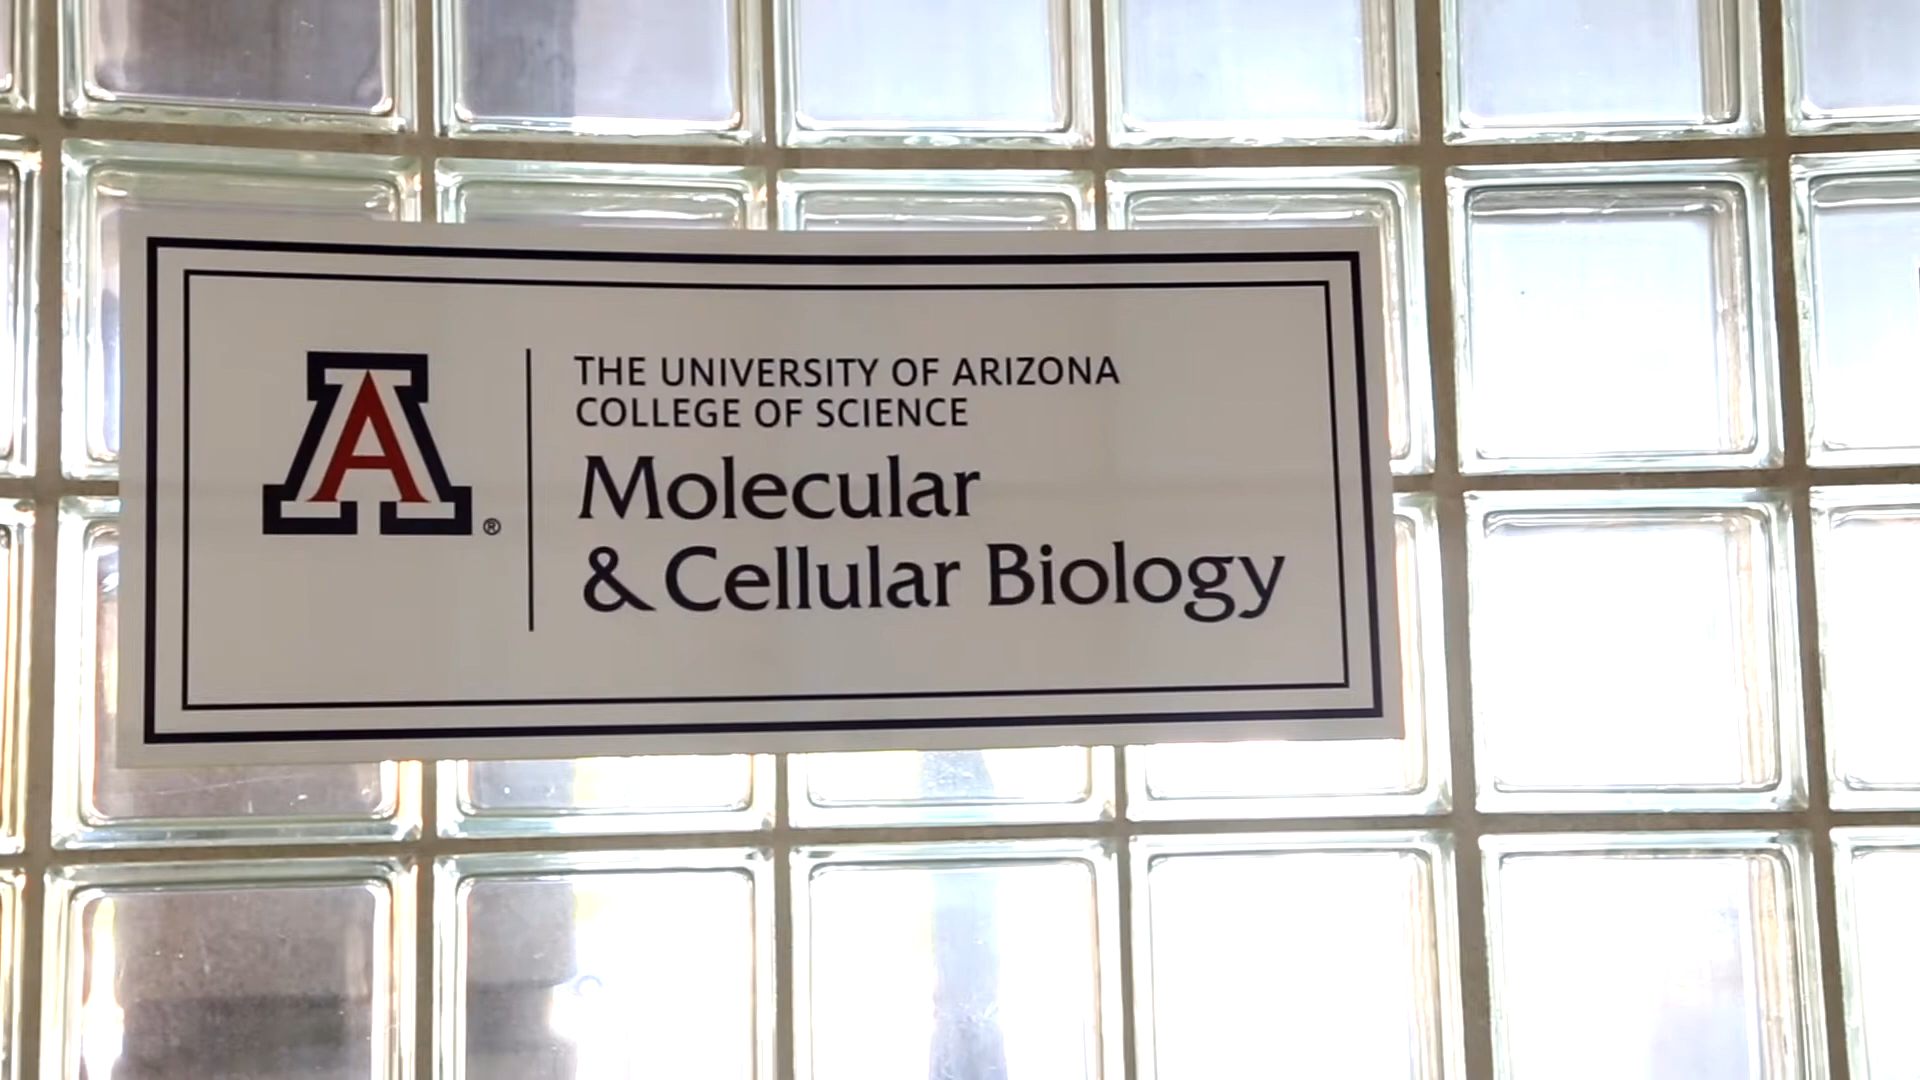 A®
THE UNIVERSITY OF ARIZONA
COLLEGE OF SCIENCE
Molecular
& Cellular Biology